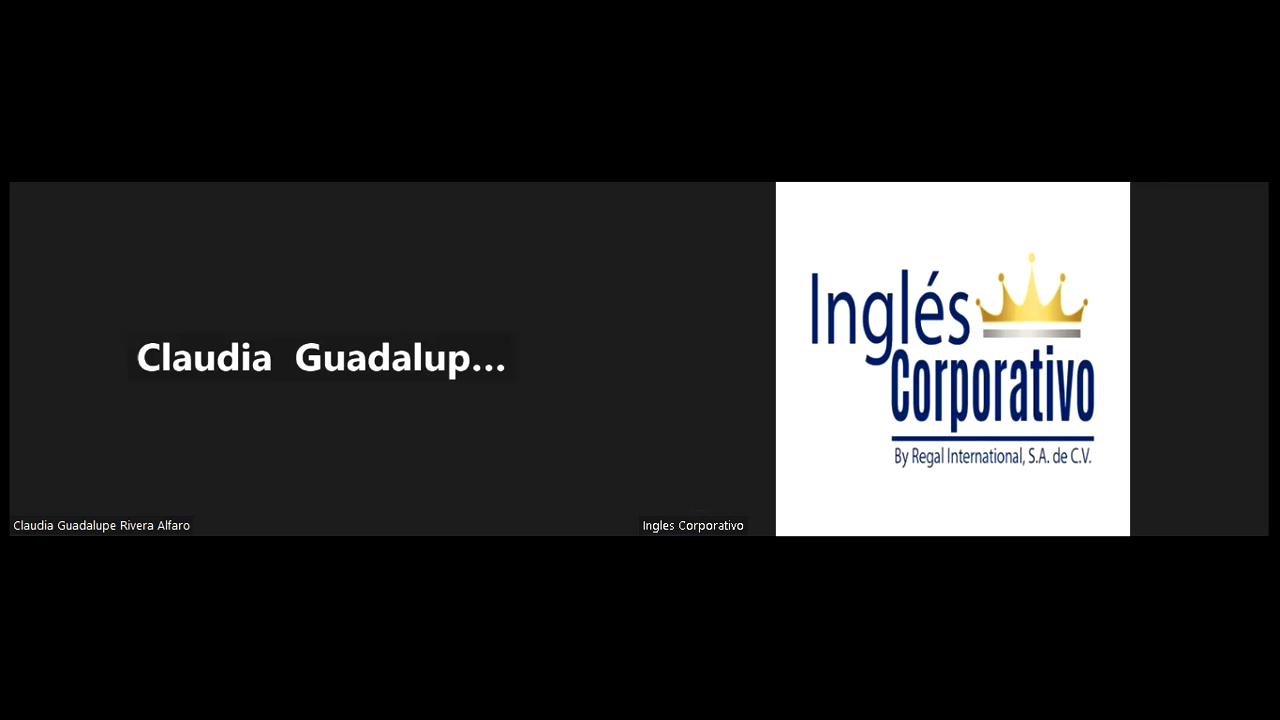 Claudia Guadalup...
Claudia Guadalupe Rivera Alfaro
Ingles Corporativo
Inglés
Corporativo
By Regal International, S.A. de C.V.